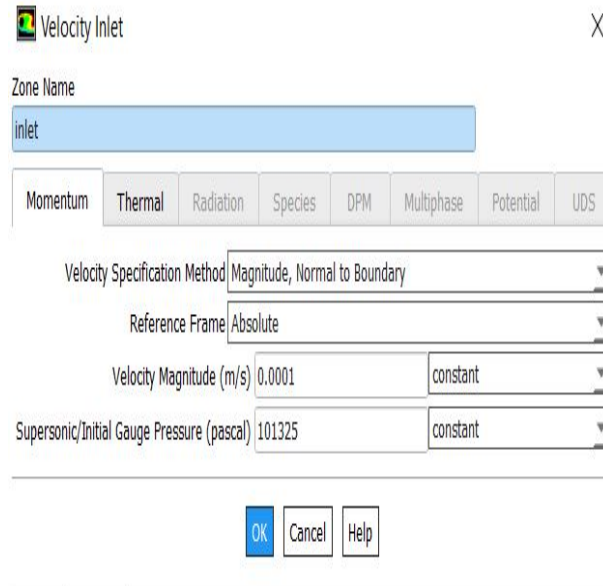 Velocity Inlet
Zone Name
inlet
Momentum Thermal Radiation Species DPM Multiphase Potential UDS
Velocity Specification Method Magnitude, Normal to Boundary
Reference Frame Absolute
Velocity Magnitude (m/s) 0.0001 constant
Supersonic/Initial Gauge Pressure (pascal) 101325 constant
OK Cancel Help